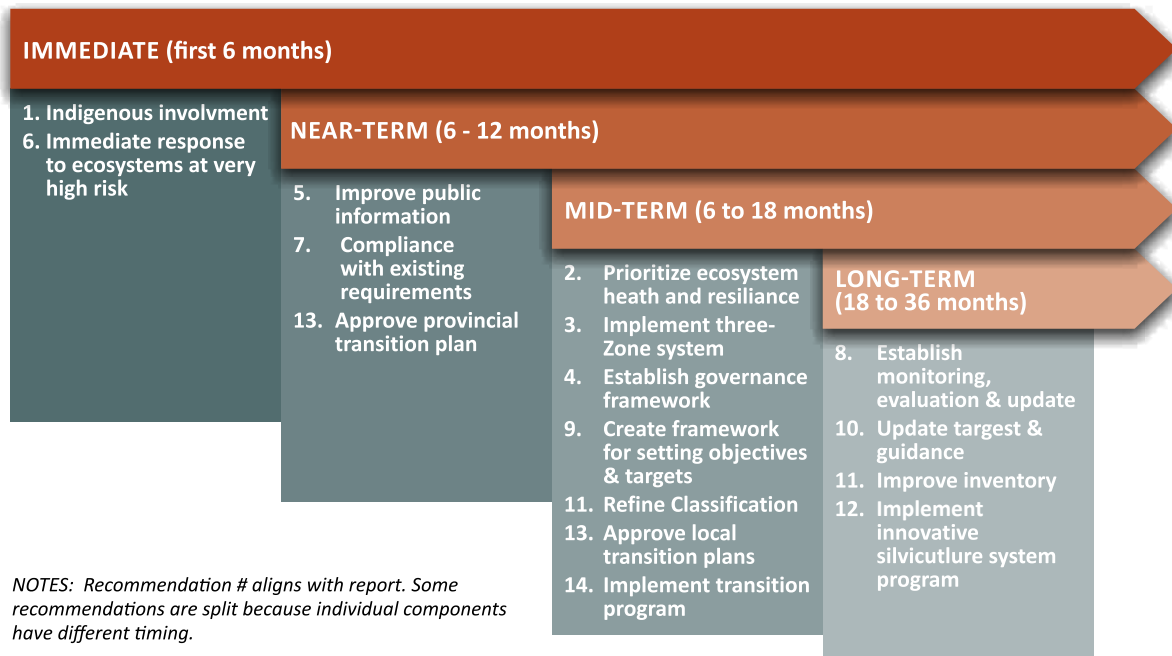 IMMEDIATE (first 6 months)
1. Indigenous involvment
6. Immediate response
to ecosystems at very
high risk
NEAR-TERM (6 - 12 months)
5. Improve public
information
7. Compliance
with existing
requirements
13. Approve provincial
transition plan
MID-TERM (6 to 18 months)
2. Prioritize ecosystem
heath and resiliance
3. Implement three-
Zone system
4. Establish governance
framework
9. Create framework
for setting objectives
& targets
11. Refine Classification
13. Approve local
transition plans
14. Implement transition
program
LONG-TERM
(18 to 36 months)
8. Establish
monitoring,
evaluation & update
10. Update targest &
guidance
11. Improve inventory
12. Implement
innovative
silvicutlure system
program
NOTES: Recommendation # aligns with report. Some
recommendations are split because individual components
have different timing.